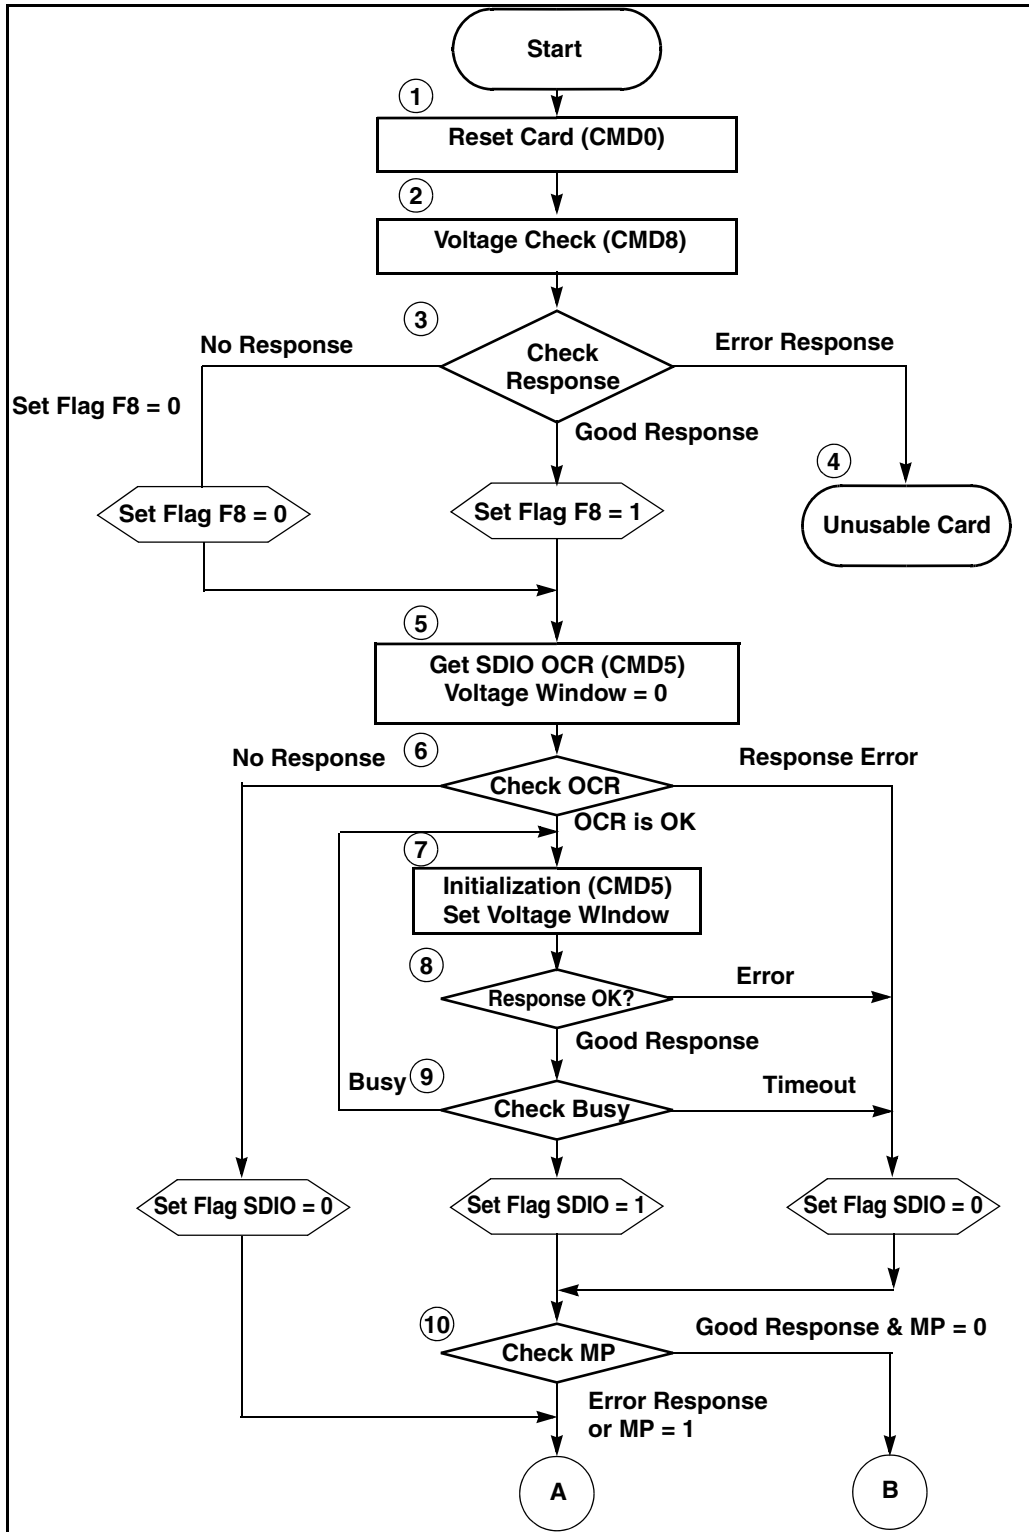 Start
1
Reset Card (CMD0)
2
Voltage Check (CMD8)
3
No Response
Check
Response
Error Response
Set Flag F8 = 0
Good Response
4
Set Flag F8 = 0
Set Flag F8 = 1
Unusable Card
5
Get SDIO OCR (CMD5)
Voltage Window = 0
6
No Response
Response Error
Check OCR
OCR is OK
7
Initialization (CMD5)
Set Voltage WIndow
8
Error
Response OK?
Good Response
Busy
9
Timeout
Check Busy
Set Flag SDIO = 0
Set Flag SDIO = 1
Set Flag SDIO = 0
10
Good Response & MP = 0
Check MP
Error Response
or MP = 1
A
B